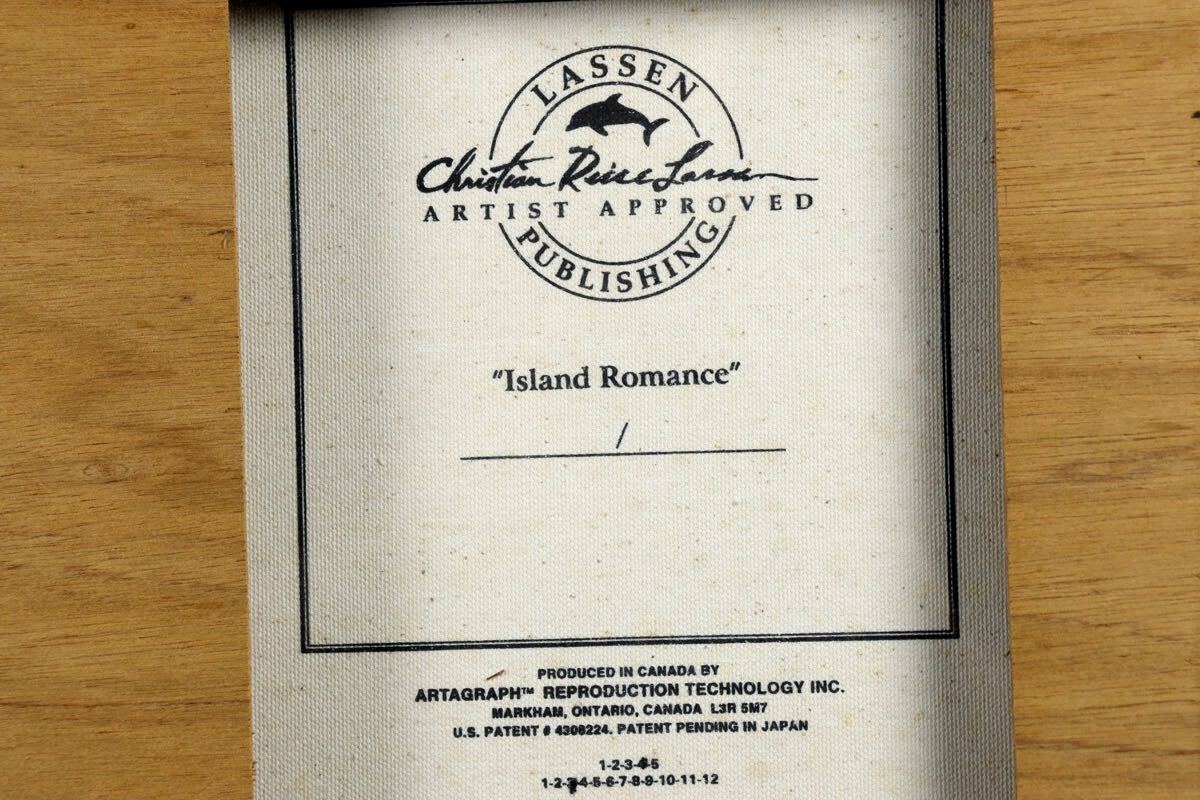 LASSEN
Christian Riese Lassen
ARTIST APPROVED
PUBLISHING
"Island Romance"
/
PRODUCED IN CANADA BY
ARTAGRAPH™ REPRODUCTION TECHNOLOGY INC.
MARKHAM, ONTARIO, CANADA L3R 5M7
U.S. PATENT # 4308224. PATENT PENDING IN JAPAN
1-2-3-4-5
1-2-3-4-5-6-7-8-9-10-11-12